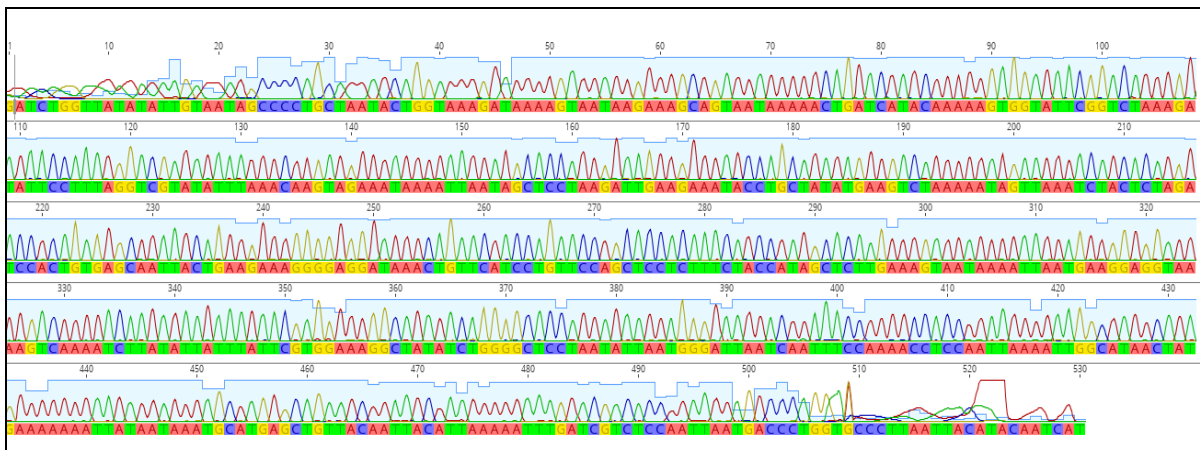 1 10 20 30 40 50 60 70 80 90 100
GATCTGGTTATATATTGTAATAGCCCCTGCTAATACTGGTAAAGATAAAAGTAATAAGAAAGCAGTAATAAAAACTGATCATACAAAAAGTGGTATTCGGTCTAAAGA
110 120 130 140 150 160 170 180 190 200 210
TATTCCTTTAGGTCGTATATTTAAACAAGTAGAAATAAAATTAATAGCTCCTAAGATTGAAGAAATACCTGCTATATGAAGTCTAAAAATAGTTAAATCTACTCTAGA
220 230 240 250 260 270 280 290 300 310 320
TCCACTGTGAGCAATTACTGAAGAAAGGGGAGGATAAACTGTTCATCCTGTTCCAGCTCCTCTTTCTACCATAGCTCTTGAAAGTAATAAAATTAATGAAGGAGGTAA
330 340 350 360 370 380 390 400 410 420 430
AAGTCAAAATCTTATATTATTTATTCGTGGAAAGGCTATATCTGGGGCTCCTAATATTAATGGGATTAATCAATTTCCAAAACCTCCAATTAAAATTGGCATAACTAT
440 450 460 470 480 490 500 510 520 530
GAAAAAAATTATAATAAATGCATGAGCTGTTACAATTACATTAAAAATTTGATCGTCTCCAATTAATGACCCTGGTGCCCTTAATTACATACAATCAT